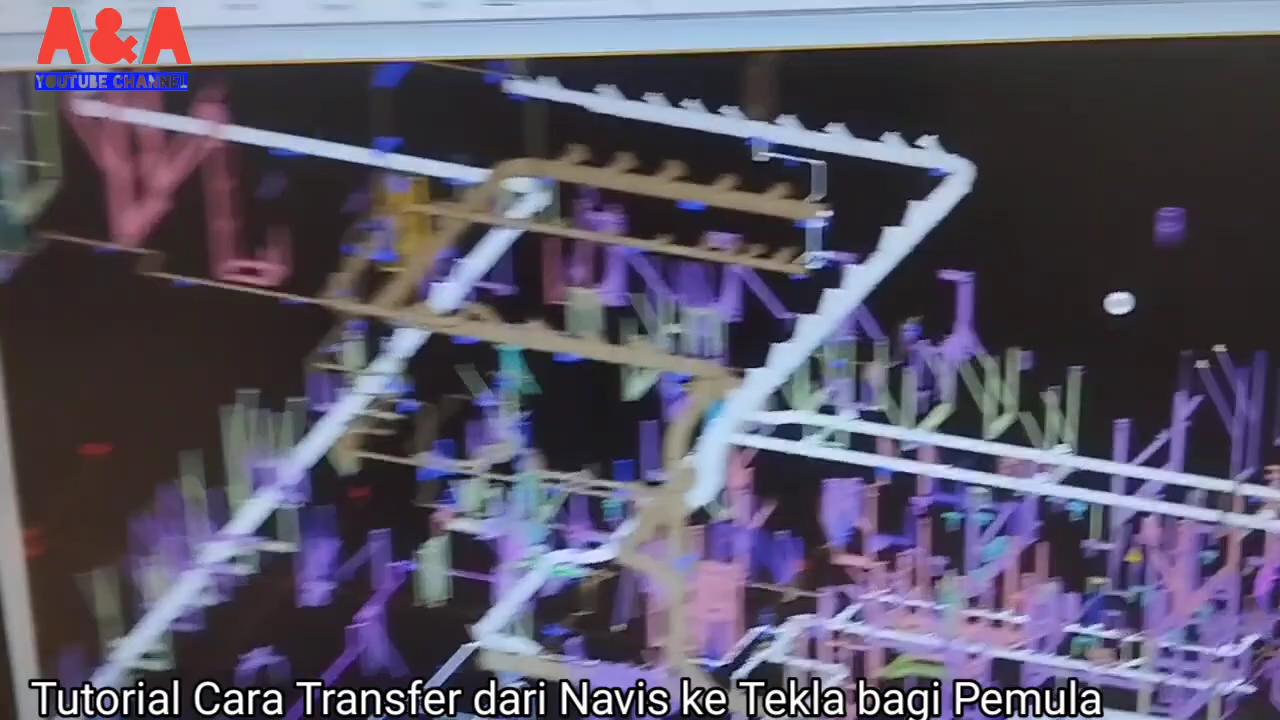 A&A
YOUTUBE CHANNEL
Tutorial Cara Transfer dari Navis ke Tekla bagi Pemula